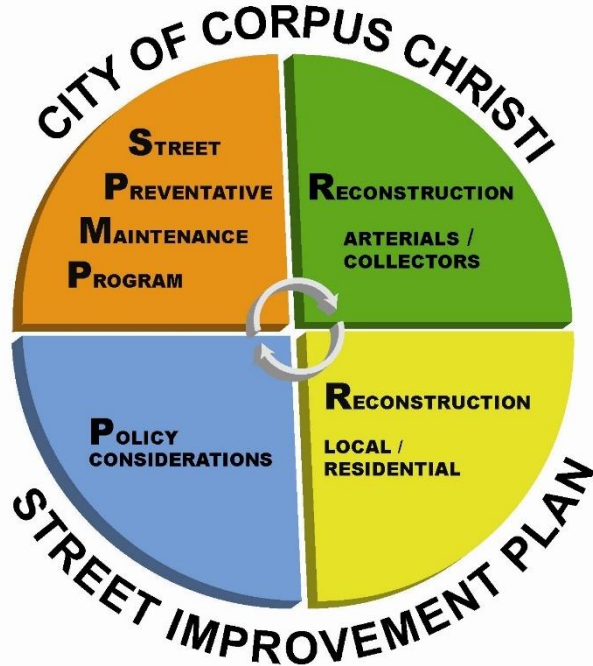 CITY OF CORPUS CHRISTI
STREET
PREVENTATIVE
MAINTENANCE
PROGRAM
RECONSTRUCTION
ARTERIALS /
COLLECTORS
POLICY
CONSIDERATIONS
RECONSTRUCTION
LOCAL /
RESIDENTIAL
STREET IMPROVEMENT PLAN